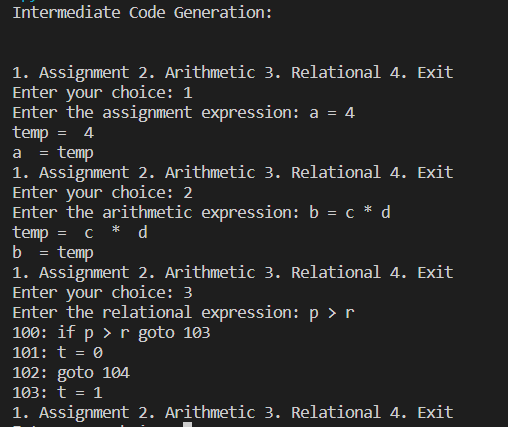 Intermediate Code Generation:
1. Assignment 2. Arithmetic 3. Relational 4. Exit
Enter your choice: 1
Enter the assignment expression: a = 4
temp =  4
a  = temp
1. Assignment 2. Arithmetic 3. Relational 4. Exit
Enter your choice: 2
Enter the arithmetic expression: b = c * d
temp =  c  *  d
b  = temp
1. Assignment 2. Arithmetic 3. Relational 4. Exit
Enter your choice: 3
Enter the relational expression: p > r
100: if p > r goto 103
101: t = 0
102: goto 104
103: t = 1
1. Assignment 2. Arithmetic 3. Relational 4. Exit